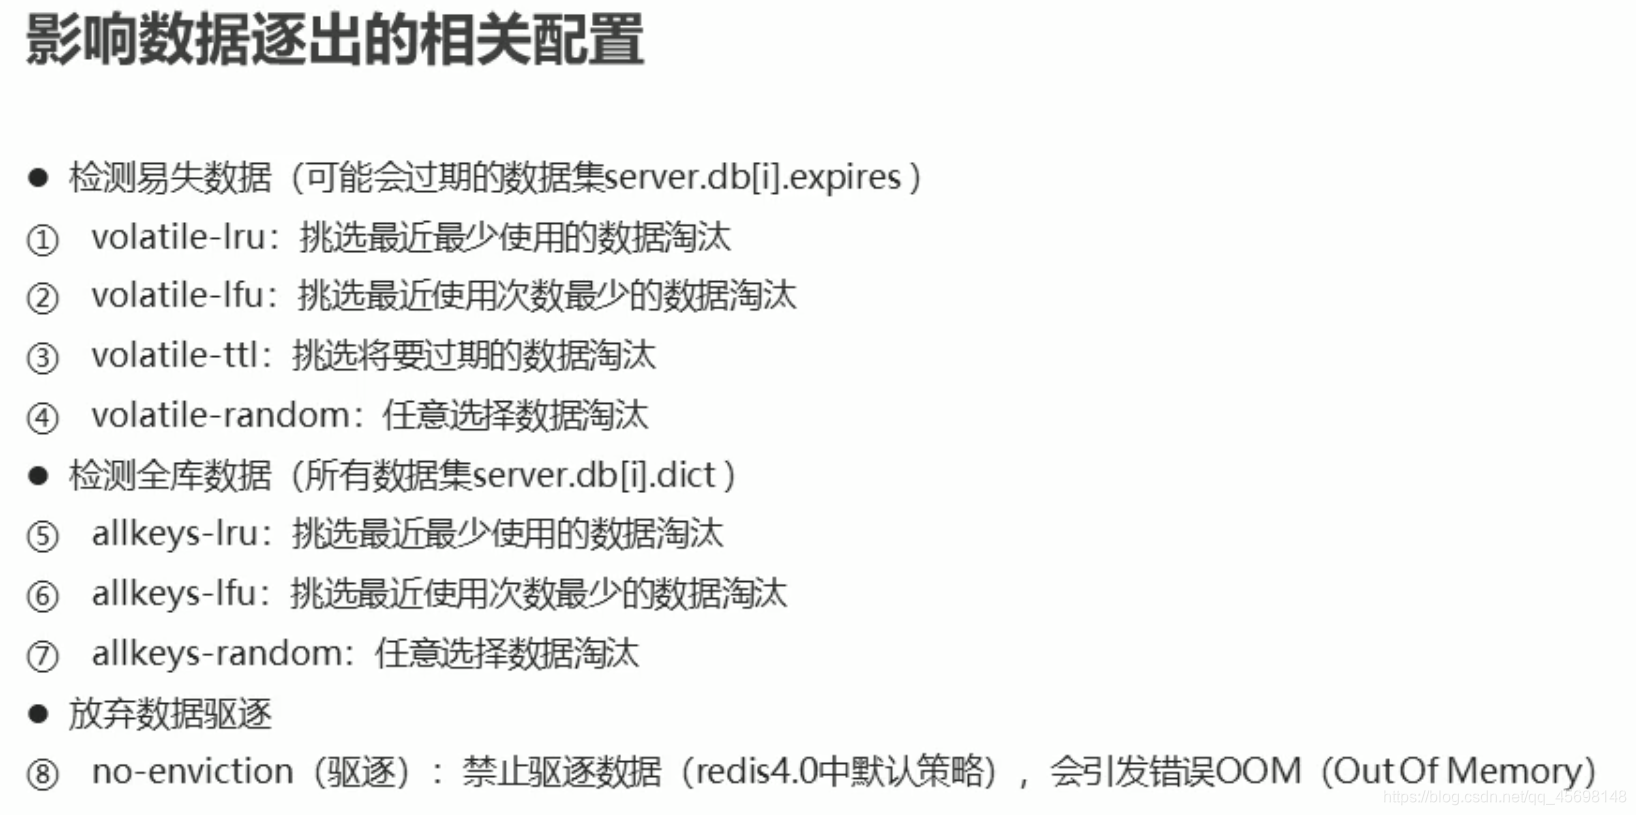 影响数据逐出的相关配置
● 检测易失数据（可能会过期的数据集server.db[i].expires ）
① volatile-lru：挑选最近最少使用的数据淘汰
② volatile-lfu：挑选最近使用次数最少的数据淘汰
③ volatile-ttl：挑选将要过期的数据淘汰
④ volatile-random：任意选择数据淘汰
● 检测全库数据（所有数据集server.db[i].dict ）
⑤ allkeys-lru：挑选最近最少使用的数据淘汰
⑥ allkeys-lfu：挑选最近使用次数最少的数据淘汰
⑦ allkeys-random：任意选择数据淘汰
● 放弃数据驱逐
⑧ no-enviction（驱逐）：禁止驱逐数据（redis4.0中默认策略），会引发错误OOM（Out Of Memory）
https://blog.csdn.net/qq_45698148